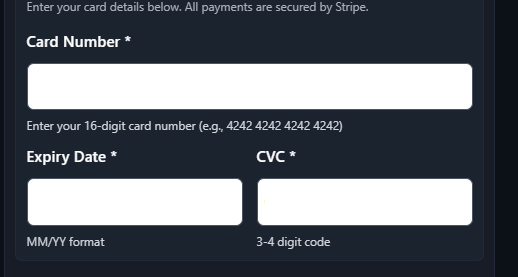 Enter your card details below. All payments are secured by Stripe.
Card Number *
Enter your 16-digit card number (e.g., 4242 4242 4242 4242)
Expiry Date * CVC *
MM/YY format 3-4 digit code